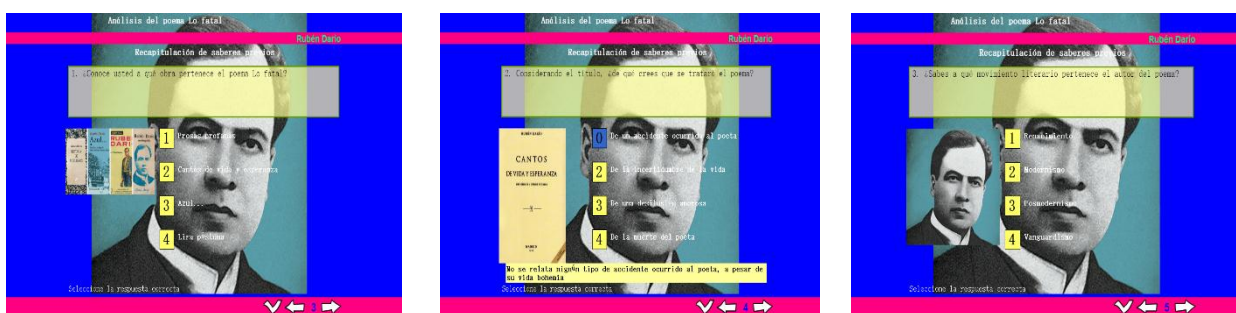 Análisis del poema Lo fatal
Rubén Darío
Recapitulación de saberes previos
1. ¿Conoce usted a qué obra pertenece el poema Lo fatal?
1 Prosas profanas
2 Cantos de vida y esperanza
3 Azul...
4 Lira póstuma
Seleccione la respuesta correcta
3
Análisis del poema Lo fatal
Rubén Darío
Recapitulación de saberes previos
2. Considerando el título, ¿de qué crees que se tratara el poema?
CANTOS
DE VIDA Y ESPERANZA
0 De un accidente ocurrido al poeta
2 De la incertidumbre de la vida
3 De una desilusión amorosa
4 De la muerte del poeta
No se relata nigún tipo de accidente ocurrido al poeta, a pesar de
su vida bohemia
Seleccione la respuesta correcta
4
Análisis del poema Lo fatal
Rubén Darío
Recapitulación de saberes previos
3. ¿Sabes a qué movimiento literario pertenece el autor del poema?
1 Renacimiento
2 Modernismo
3 Posmodernismo
4 Vanguardismo
Seleccione la respuesta correcta
5